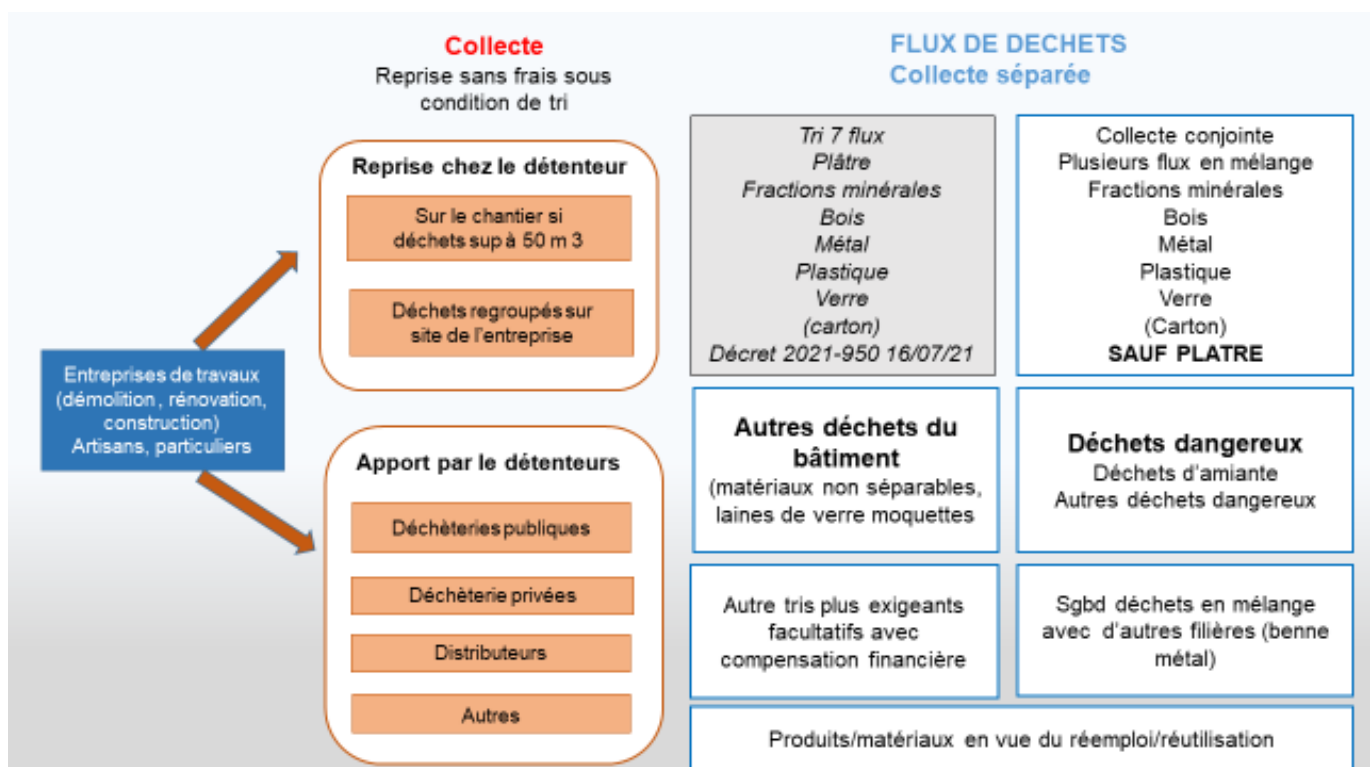 Collecte
Reprise sans frais sous
condition de tri
FLUX DE DECHETS
Collecte séparée
Entreprises de travaux
(démolition, rénovation,
construction)
Artisans, particuliers
Reprise chez le détenteur
Sur le chantier si
déchets sup à 50 m 3
Déchets regroupés sur
site de l'entreprise
Apport par le détenteurs
Déchèteries publiques
Déchèterie privées
Distributeurs
Autres
Tri 7 flux
Plâtre
Fractions minérales
Bois
Métal
Plastique
Verre
(carton)
Décret 2021-950 16/07/21
Collecte conjointe
Plusieurs flux en mélange
Fractions minérales
Bois
Métal
Plastique
Verre
(Carton)
SAUF PLATRE
Autres déchets du
bâtiment
(matériaux non séparables,
laines de verre moquettes
Déchets dangereux
Déchets d'amiante
Autres déchets dangereux
Autre tris plus exigeants
facultatifs avec
compensation financière
Sgbd déchets en mélange
avec d'autres filières (benne
métal)
Produits/matériaux en vue du réemploi/réutilisation